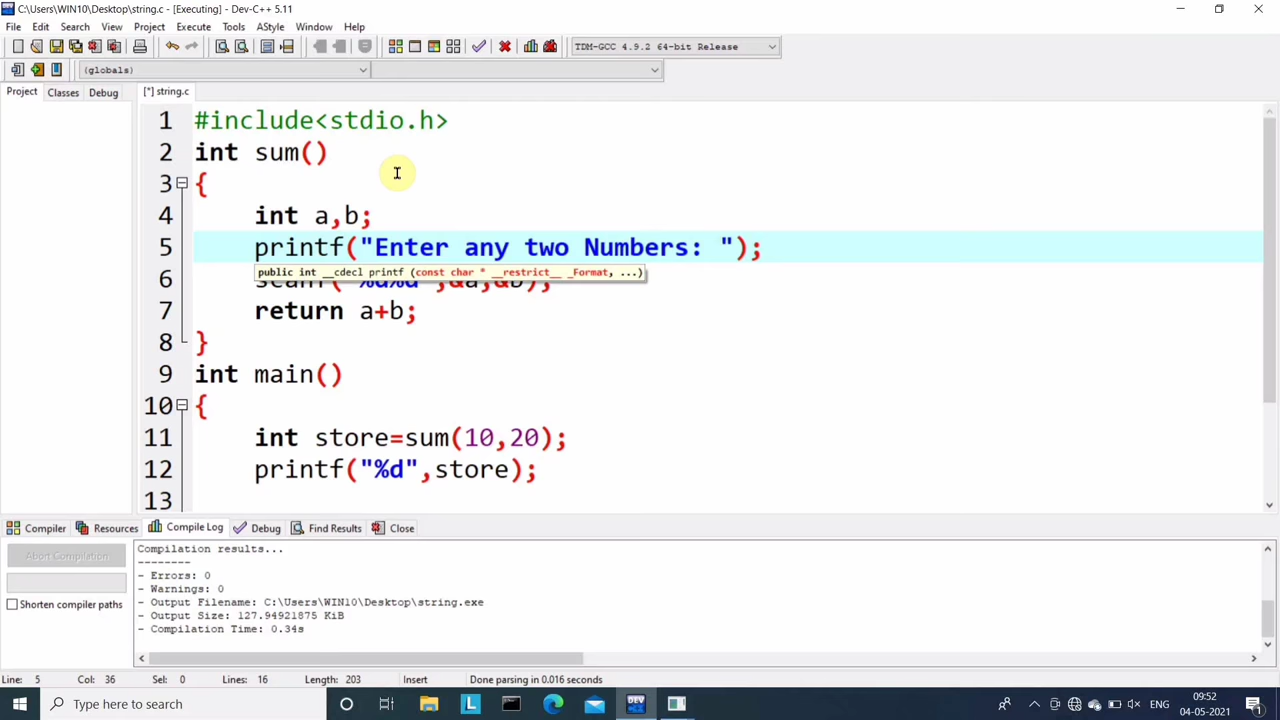 C:\Users\WIN10\Desktop\string.c - [Executing] - Dev-C++ 5.11
File Edit Search View Project Execute Tools AStyle Window Help
TDM-GCC 4.9.2 64-bit Release
(globals)
Project Classes Debug [*] string.c
1 #include<stdio.h>
2 int sum()
3 {
4 int a,b;
5 printf("Enter any two Numbers: ");
public int __cdecl printf (const char * __restrict__ _Format, ...)
6 scanf("%d%d",&a,&b);
7 return a+b;
8 }
9 int main()
10 {
11 int store=sum(10,20);
12 printf("%d",store);
13
Compiler Resources Compile Log Debug Find Results Close
Abort Compilation
Shorten compiler paths
Compilation results...
--------
- Errors: 0
- Warnings: 0
- Output Filename: C:\Users\WIN10\Desktop\string.exe
- Output Size: 127.94921875 KiB
- Compilation Time: 0.34s
Line: 5 Col: 36 Sel: 0 Lines: 16 Length: 203 Insert Done parsing in 0.016 seconds
Type here to search
L
DEV
ENG
09:52
04-05-2021
1